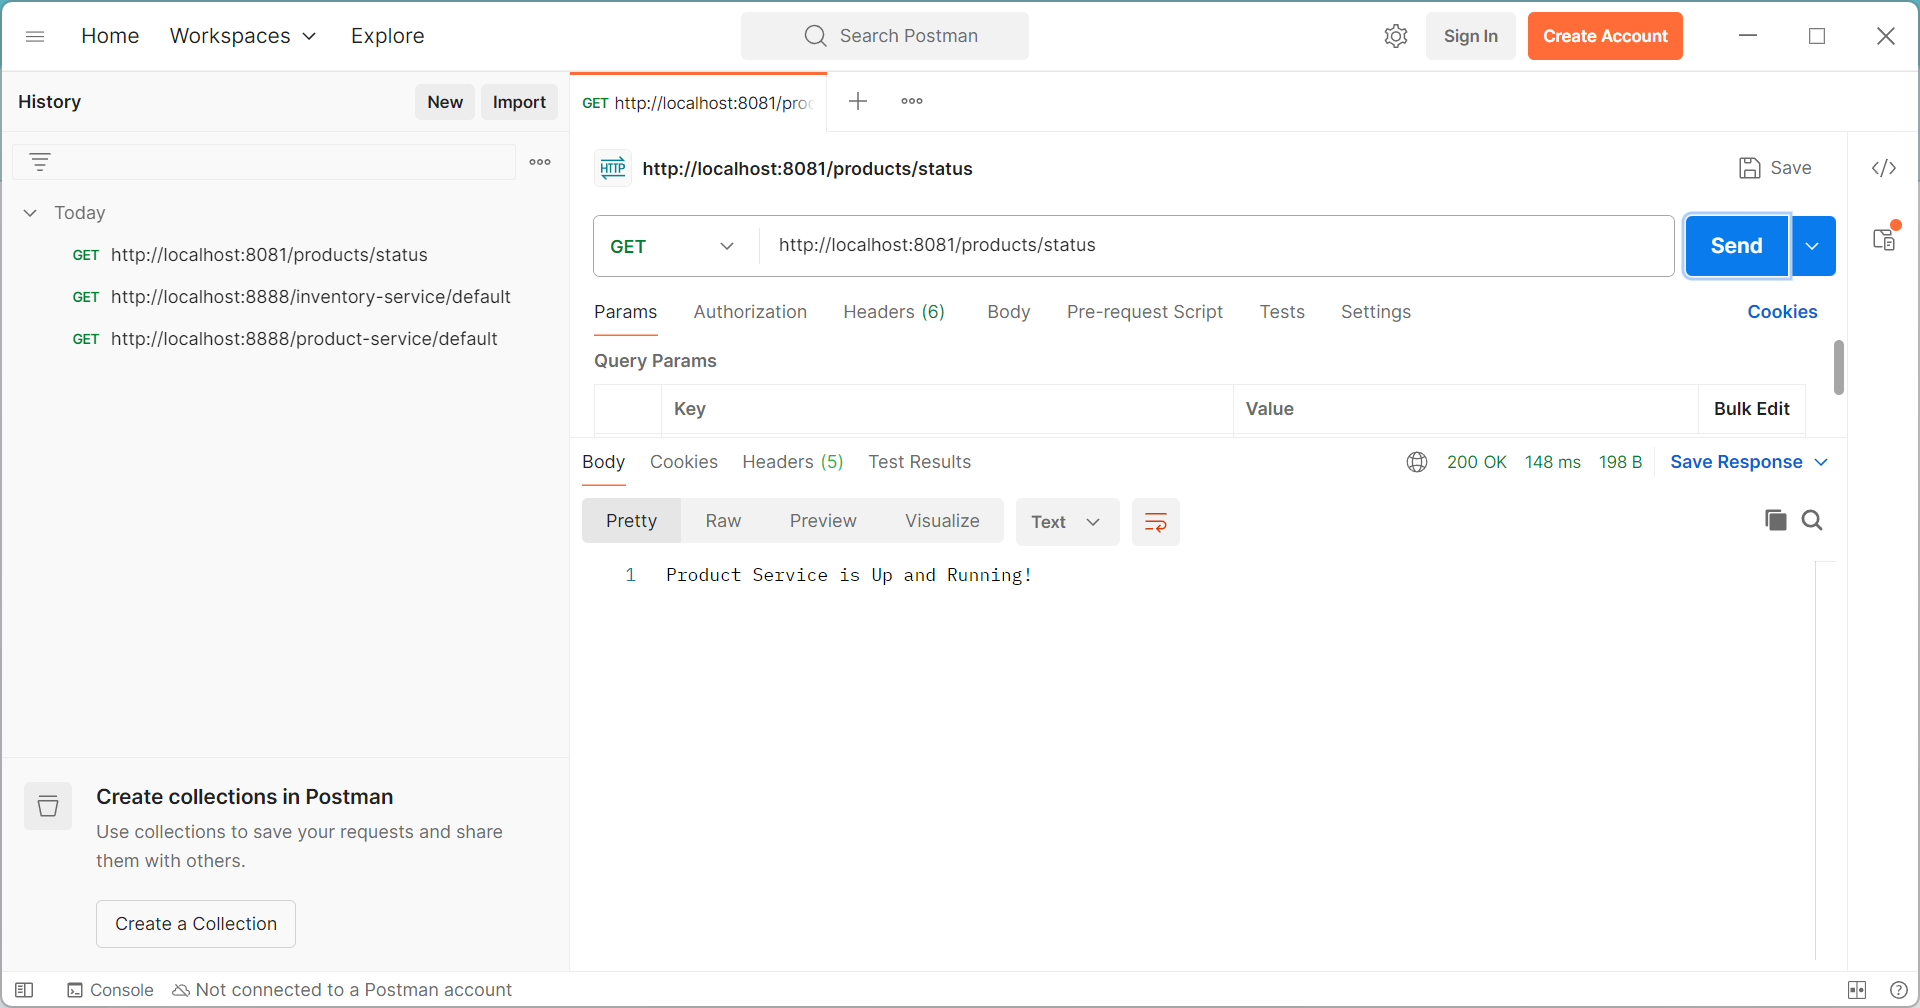 Home Workspaces Explore Search Postman Sign In Create Account
History New Import
Today
GET http://localhost:8081/products/status
GET http://localhost:8888/inventory-service/default
GET http://localhost:8888/product-service/default
Create collections in Postman
Use collections to save your requests and share
them with others.
Create a Collection
GET http://localhost:8081/pro
HTTP http://localhost:8081/products/status Save
GET http://localhost:8081/products/status Send
Params Authorization Headers (6) Body Pre-request Script Tests Settings Cookies
Query Params
Key Value Bulk Edit
Body Cookies Headers (5) Test Results 200 OK 148 ms 198 B Save Response
Pretty Raw Preview Visualize Text
1 Product Service is Up and Running!
Console Not connected to a Postman account